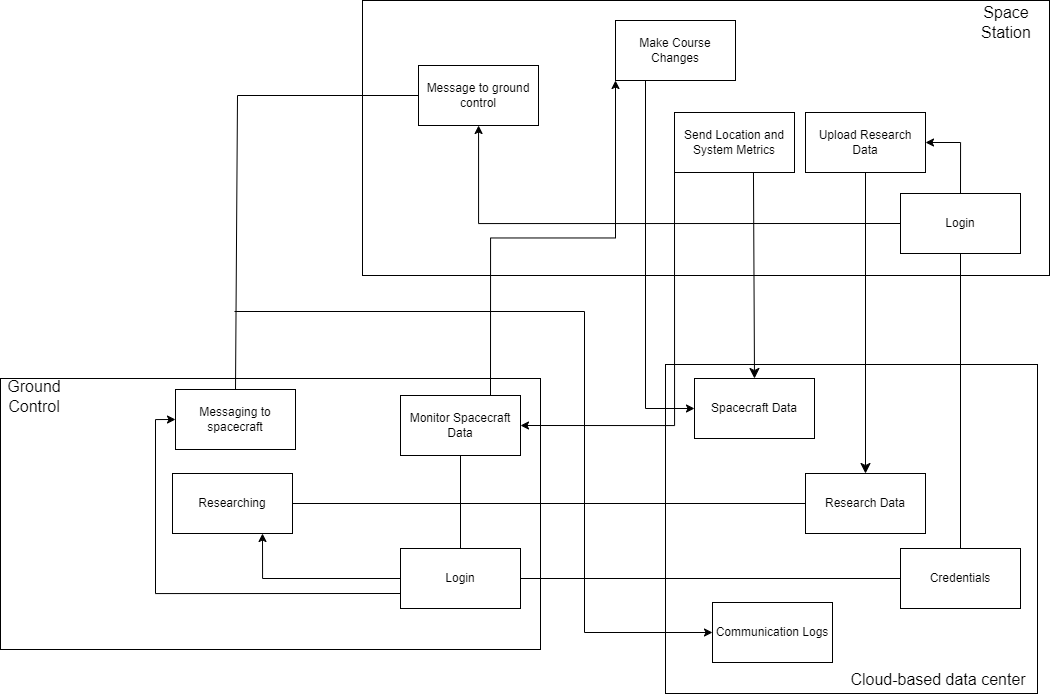 Space
Station
Make Course
Changes
Message to ground
control
Send Location and
System Metrics
Upload Research
Data
Login
Ground
Control
Messaging to
spacecraft
Monitor Spacecraft
Data
Spacecraft Data
Researching
Research Data
Login
Credentials
Communication Logs
Cloud-based data center